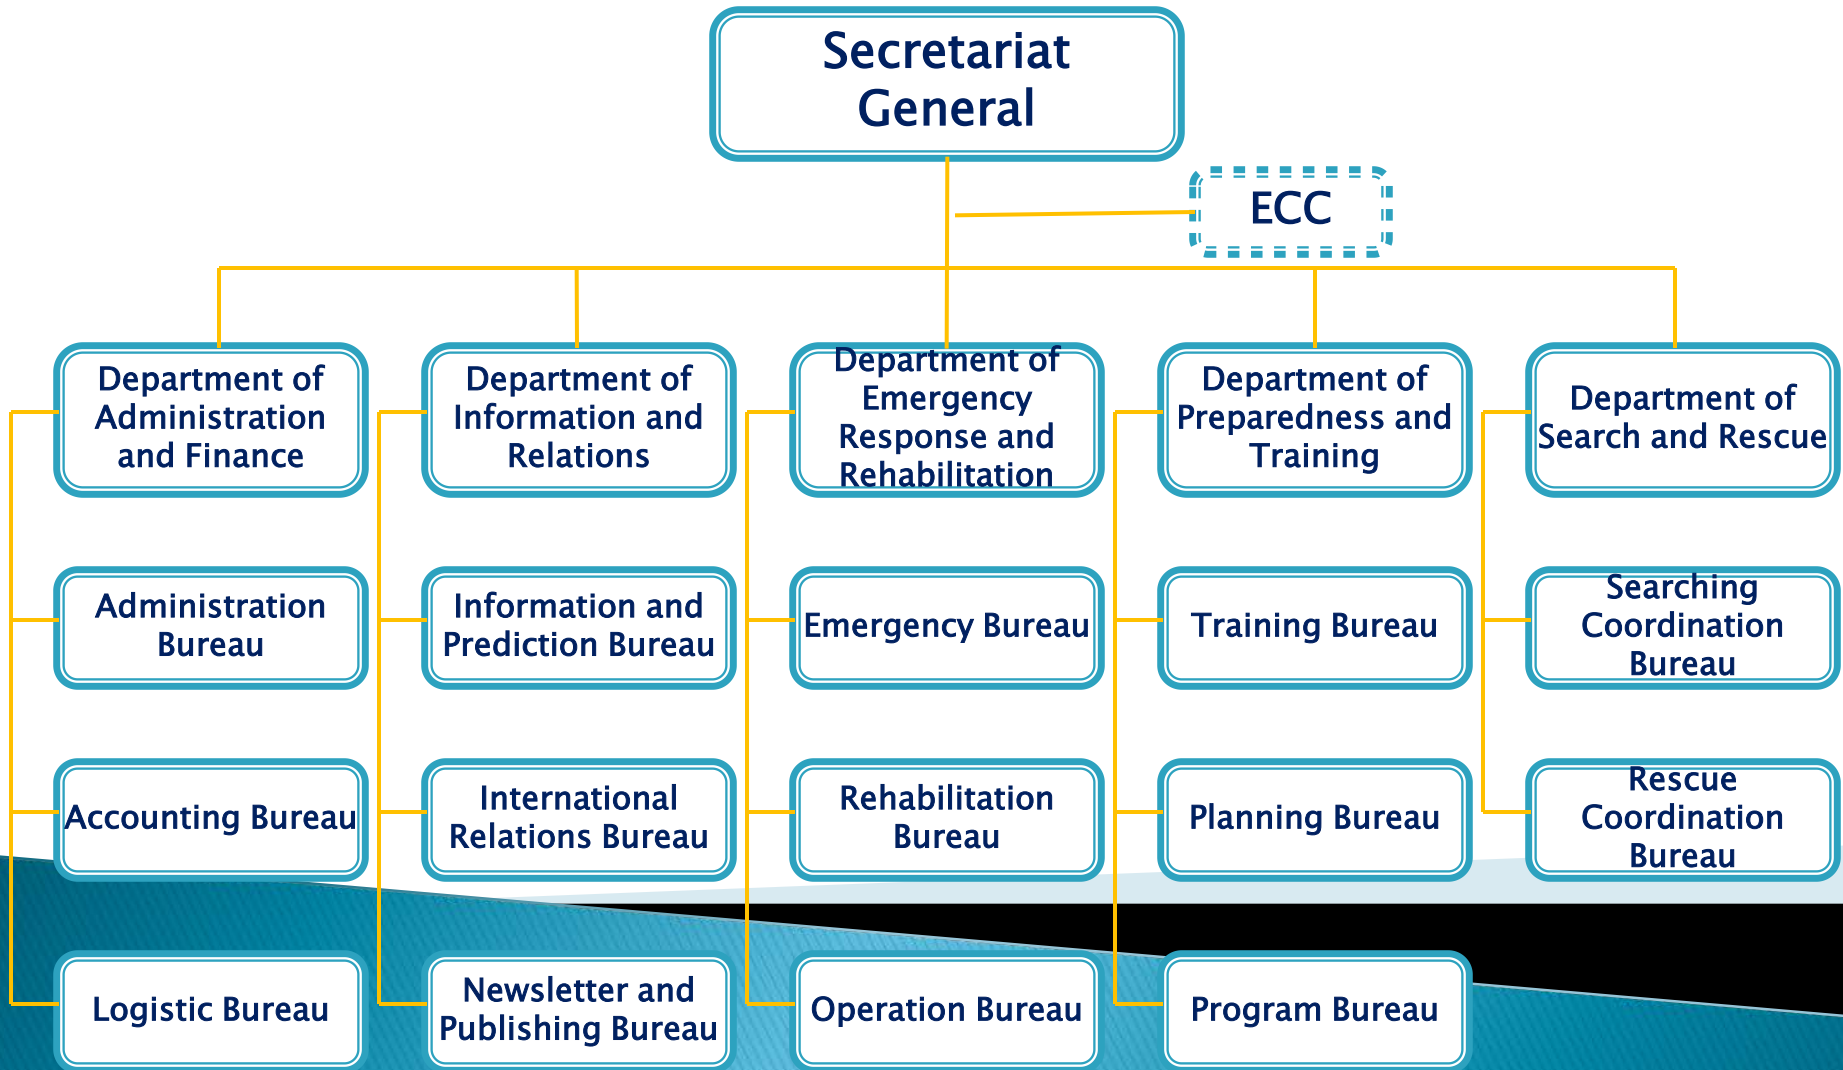 Secretariat
General
ECC
Department of
Administration
and Finance
Department of
Information and
Relations
Department of
Emergency
Response and
Rehabilitation
Department of
Preparedness and
Training
Department of
Search and Rescue
Administration
Bureau
Information and
Prediction Bureau
Emergency Bureau
Training Bureau
Searching
Coordination
Bureau
Accounting Bureau
International
Relations Bureau
Rehabilitation
Bureau
Planning Bureau
Rescue
Coordination
Bureau
Logistic Bureau
Newsletter and
Publishing Bureau
Operation Bureau
Program Bureau